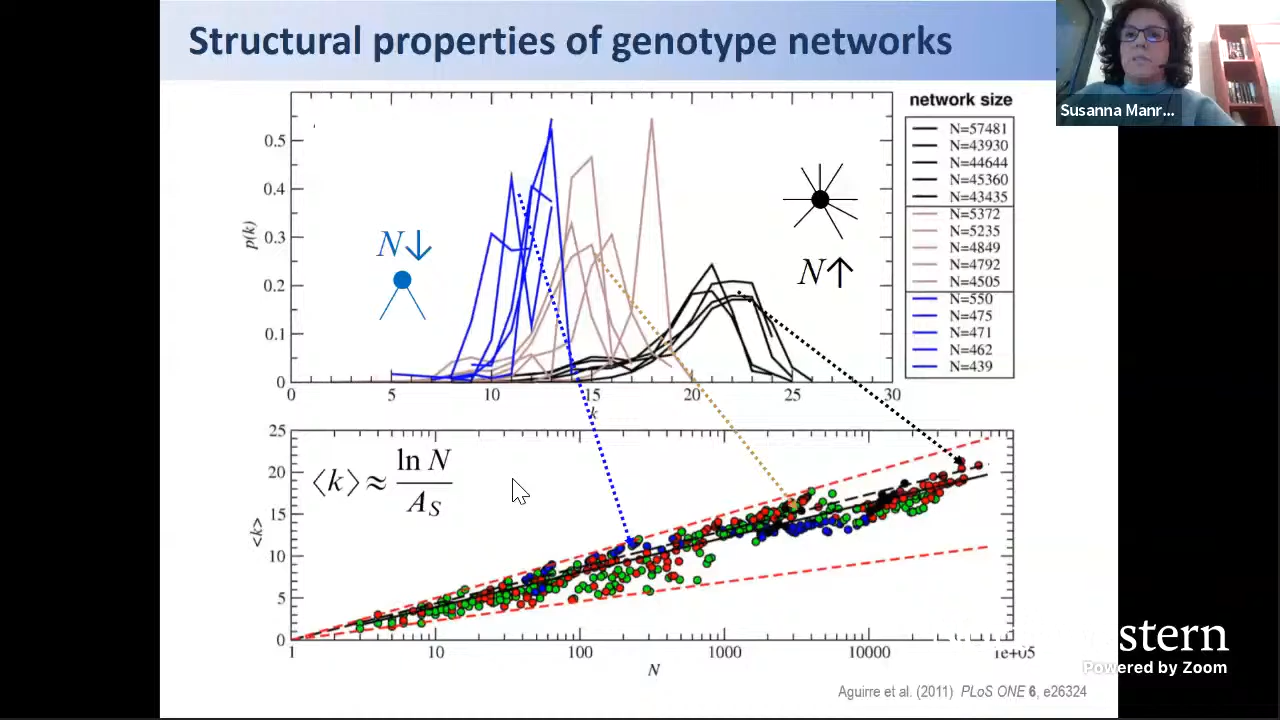 Structural properties of genotype networks
Susanna Manr...
network size
N=57481
N=43930
N=44644
N=45360
N=43435
N=5372
N=5235
N=4849
N=4792
N=4505
N=550
N=475
N=471
N=462
N=439
p(k)
0.5
0.4
0.3
0.2
0.1
0
N↓
N↑
0 5 10 15 20 25 30
k
25
20
15
10
5
0
<k>
⟨k⟩ ≈ ln N / A_S
1 10 100 1000 10000 1e+05
N
stern
Powered by Zoom
Aguirre et al. (2011) PLoS ONE 6, e26324